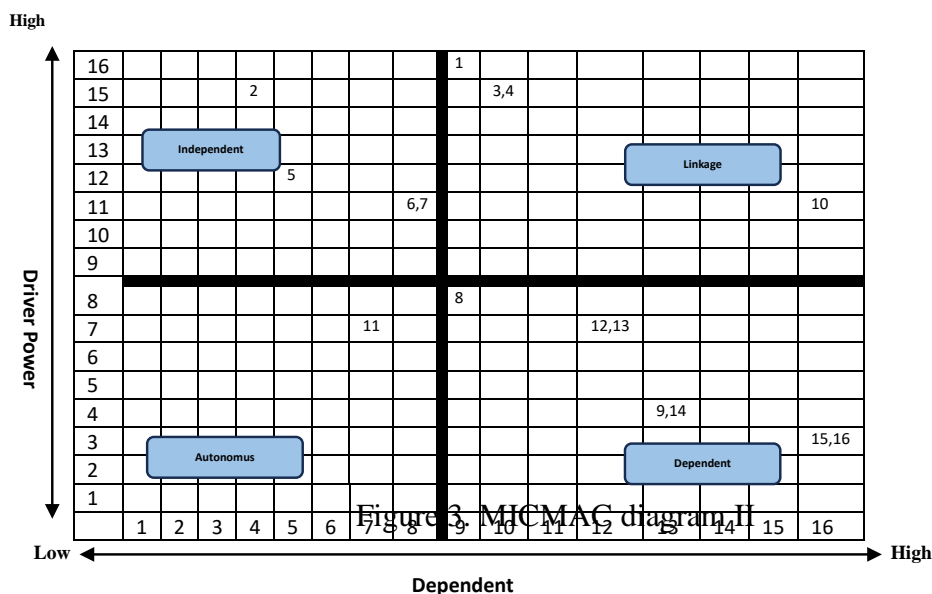 High
16 1
15 2 3,4
14
13 Independent Linkage
12 5
11 6,7 10
10
9
8 8
7 11 12,13
6
5
4 9,14
3 15,16
Autonomus Dependent
2
1
Figure 3. MICMAC diagram II
1 2 3 4 5 6 7 8 9 10 11 12 13 14 15 16
Low High
Dependent
Driver Power